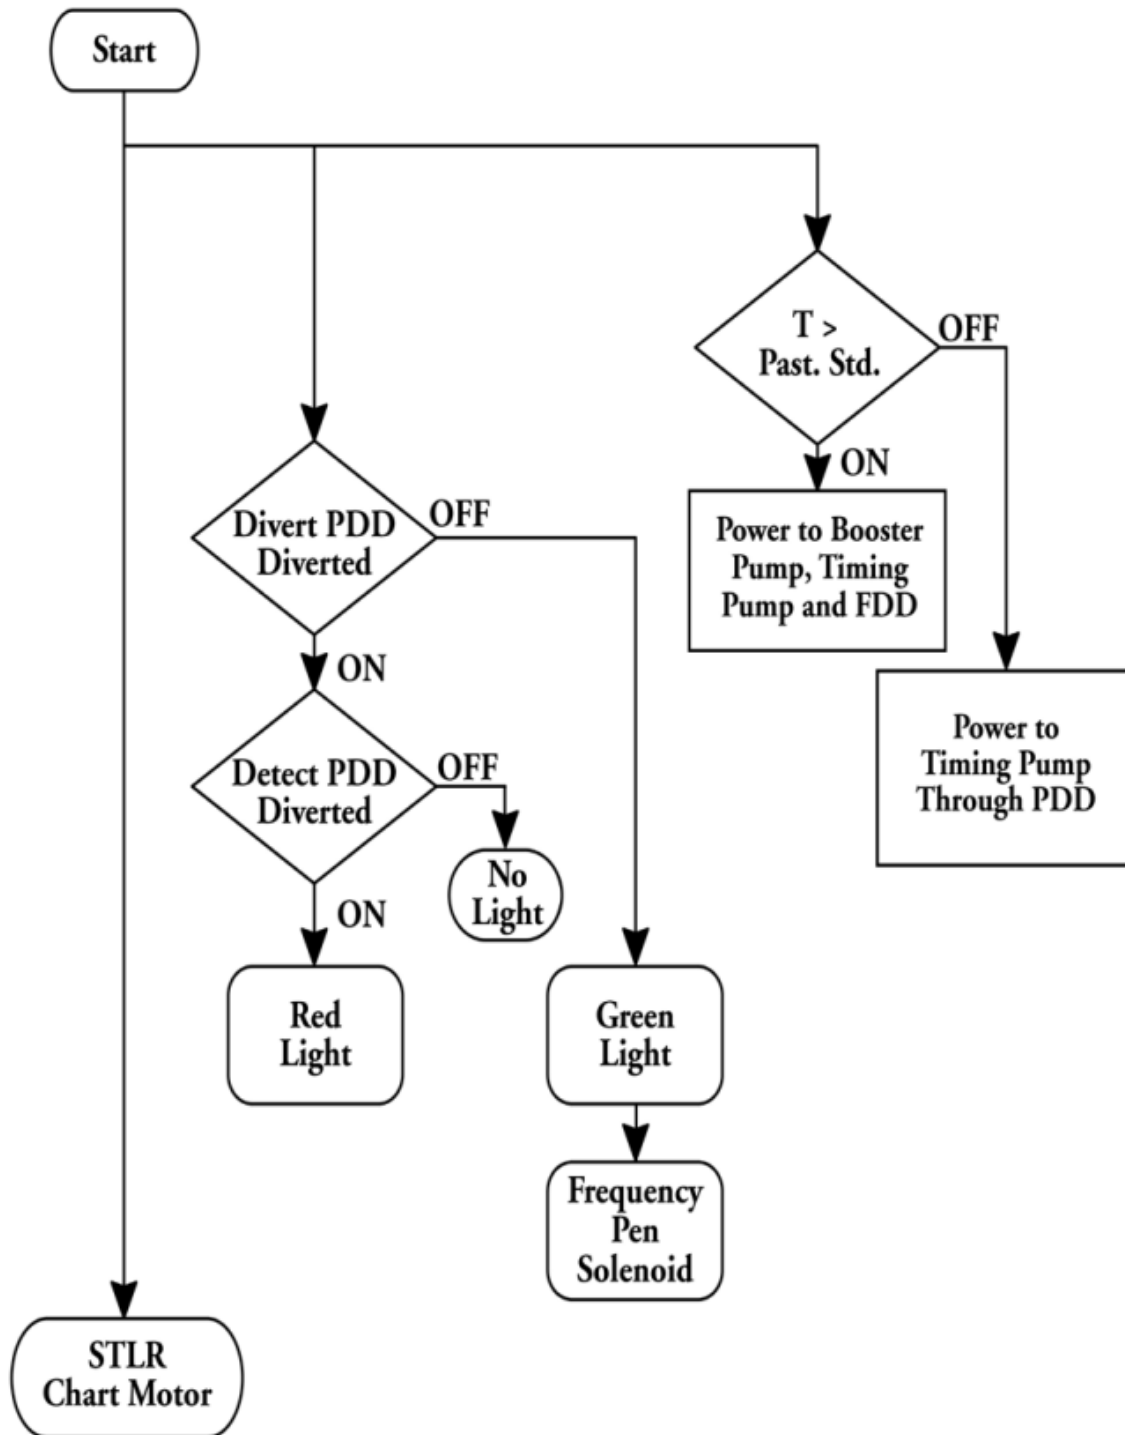 Start
T >
Past. Std.
OFF
ON
Power to Booster
Pump, Timing
Pump and FDD
Power to
Timing Pump
Through PDD
Divert PDD
Diverted
OFF
ON
Detect PDD
Diverted
OFF
No
Light
ON
Red
Light
Green
Light
Frequency
Pen
Solenoid
STLR
Chart Motor